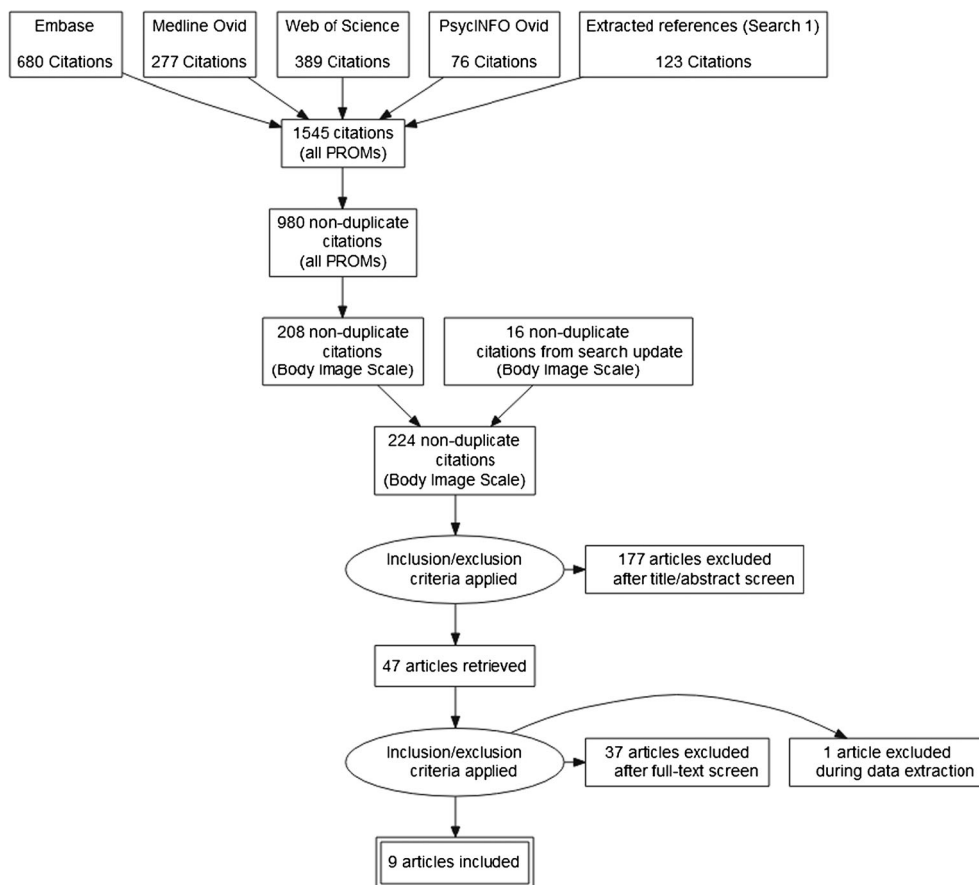 Embase
680 Citations
Medline Ovid
277 Citations
Web of Science
389 Citations
PsycINFO Ovid
76 Citations
Extracted references (Search 1)
123 Citations
1545 citations
(all PROMs)
980 non-duplicate
citations
(all PROMs)
208 non-duplicate
citations
(Body Image Scale)
16 non-duplicate
citations from search update
(Body Image Scale)
224 non-duplicate
citations
(Body Image Scale)
Inclusion/exclusion
criteria applied
177 articles excluded
after title/abstract screen
47 articles retrieved
Inclusion/exclusion
criteria applied
37 articles excluded
after full-text screen
1 article excluded
during data extraction
9 articles included